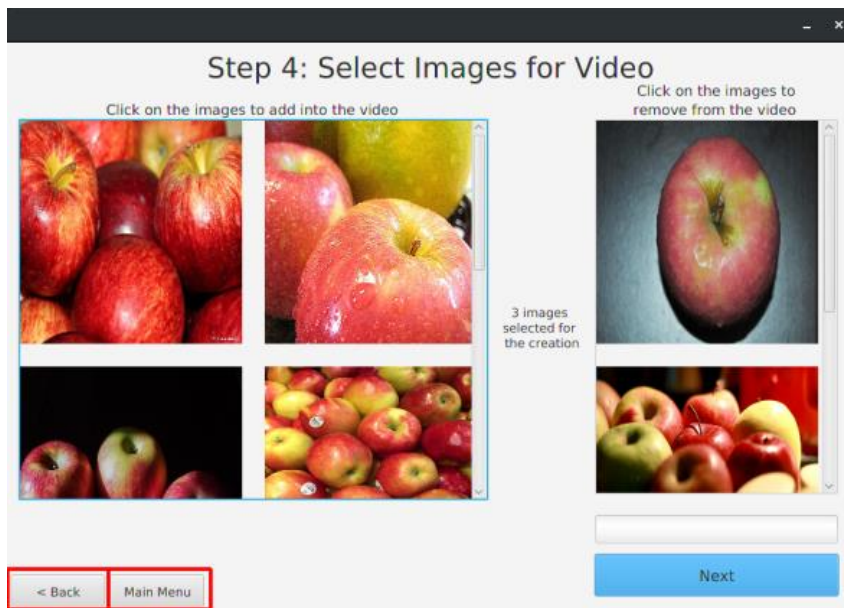 Step 4: Select Images for Video
Click on the images to add into the video
Click on the images to
remove from the video
3 images
selected for
the creation
< Back
Main Menu
Next